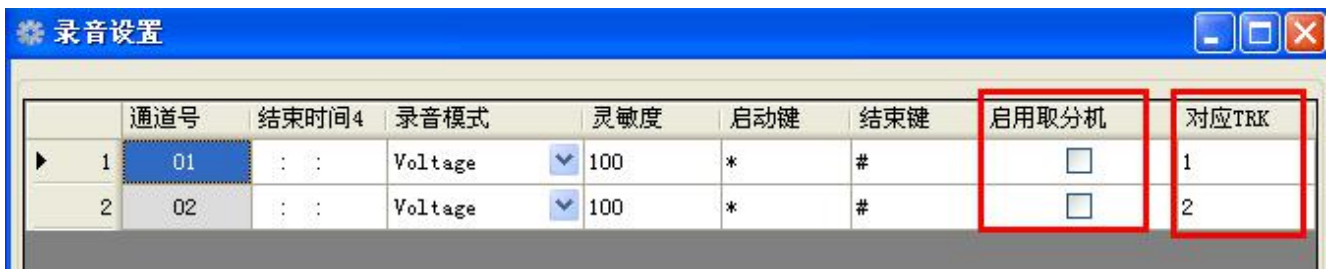 录音设置
通道号 结束时间4 录音模式 灵敏度 启动键 结束键 启用取分机 对应TRK
1 01 : : Voltage 100 * # 1
2 02 : : Voltage 100 * # 2